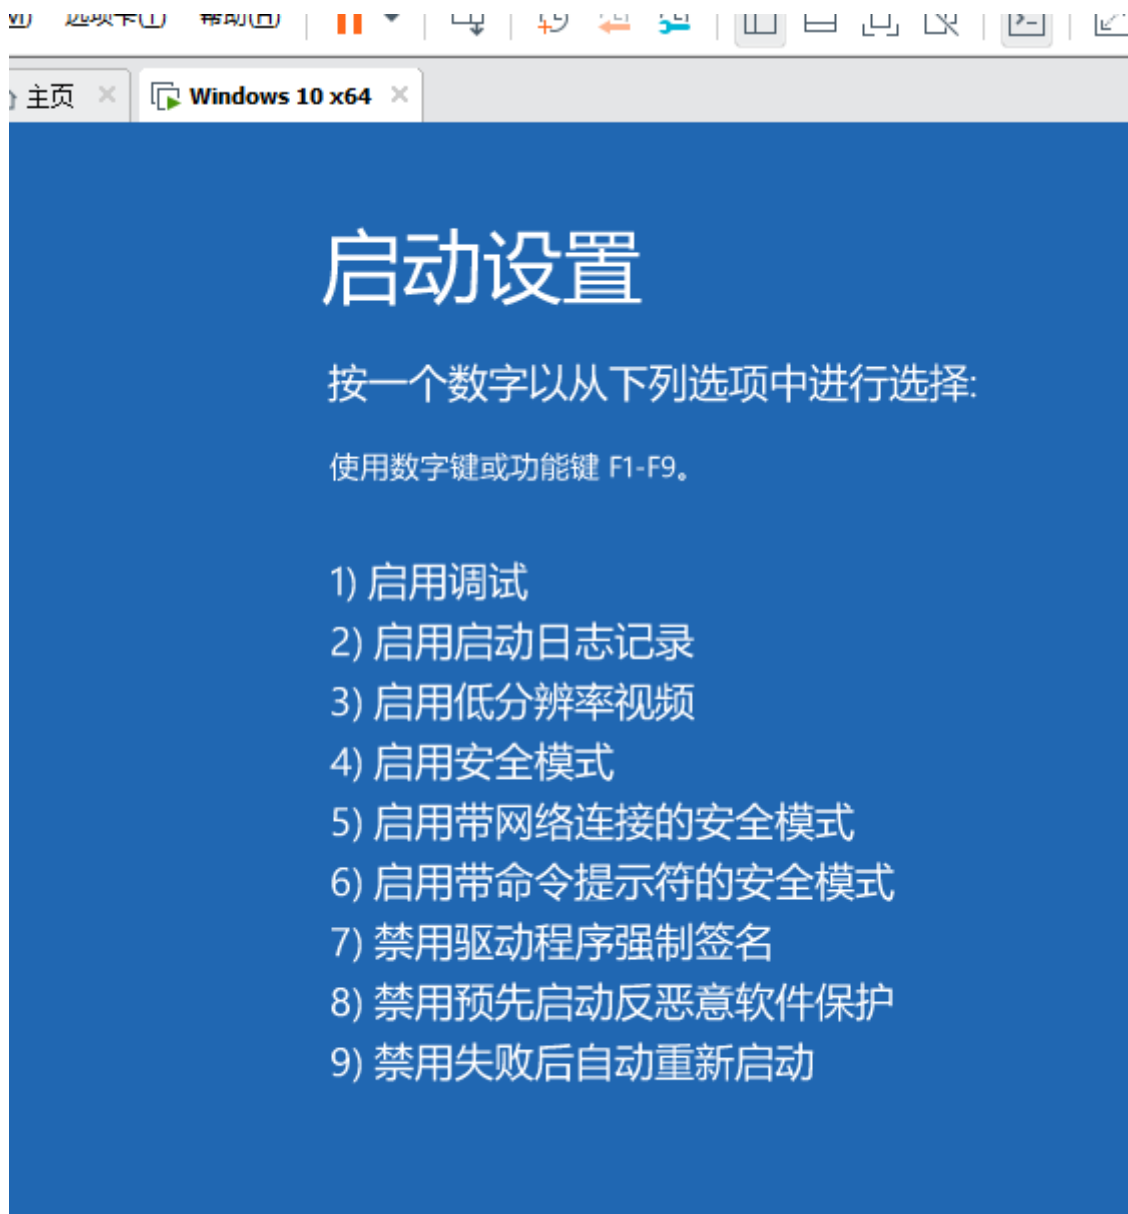 选项卡(T) 帮助(H)
主页 Windows 10 x64
启动设置
按一个数字以从下列选项中进行选择:
使用数字键或功能键 F1-F9。
1) 启用调试
2) 启用启动日志记录
3) 启用低分辨率视频
4) 启用安全模式
5) 启用带网络连接的安全模式
6) 启用带命令提示符的安全模式
7) 禁用驱动程序强制签名
8) 禁用预先启动反恶意软件保护
9) 禁用失败后自动重新启动